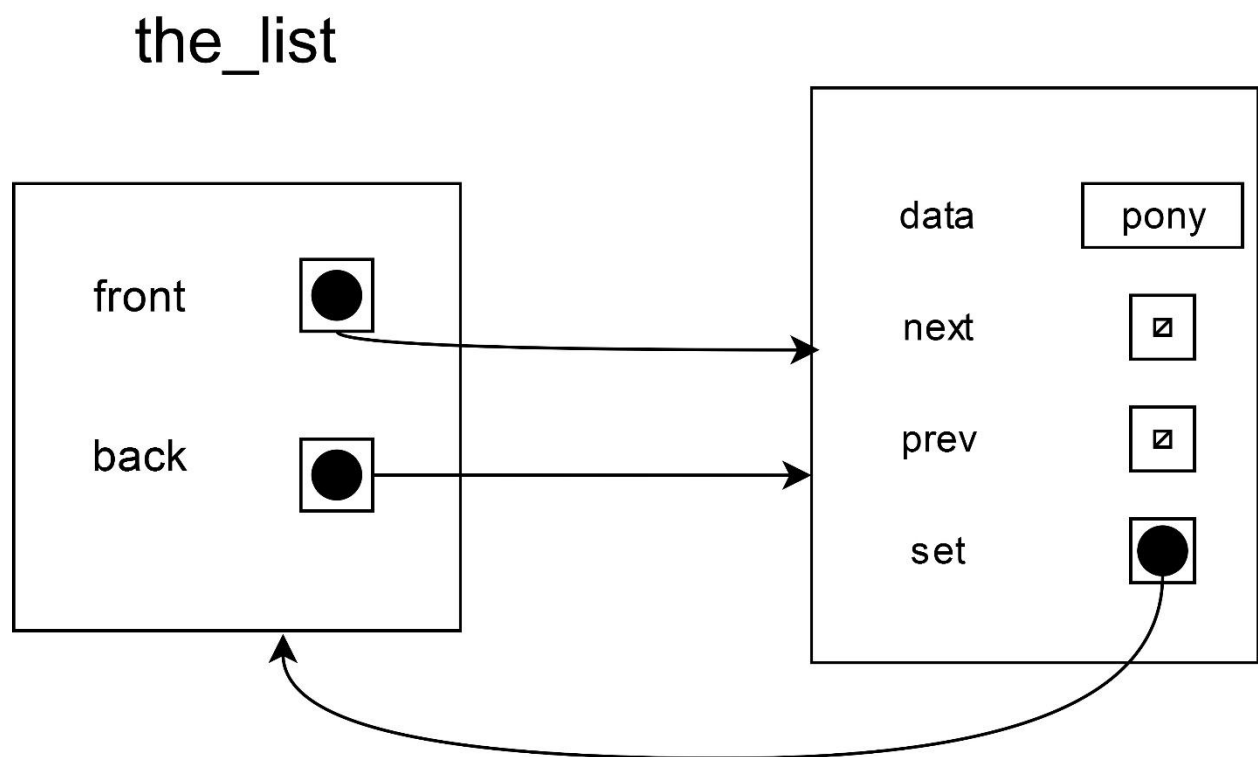 the_list
front
back
data pony
next
prev
set